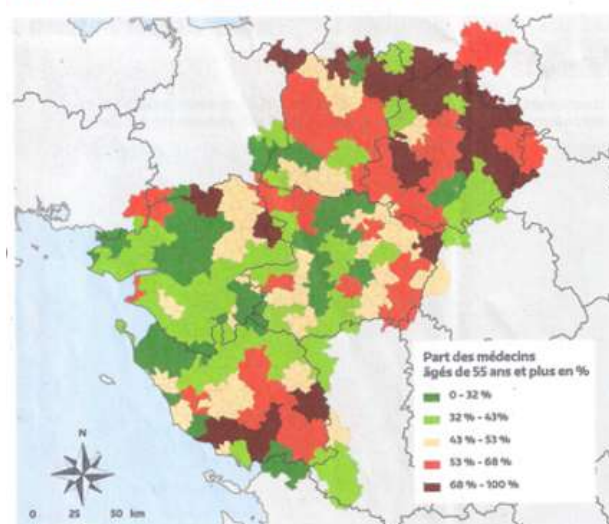 Part des médecins
âgés de 55 ans et plus en %
0 - 32 %
32 % - 43%
43 % - 53 %
53 % - 68 %
68 % - 100 %
N
0 25 50 km